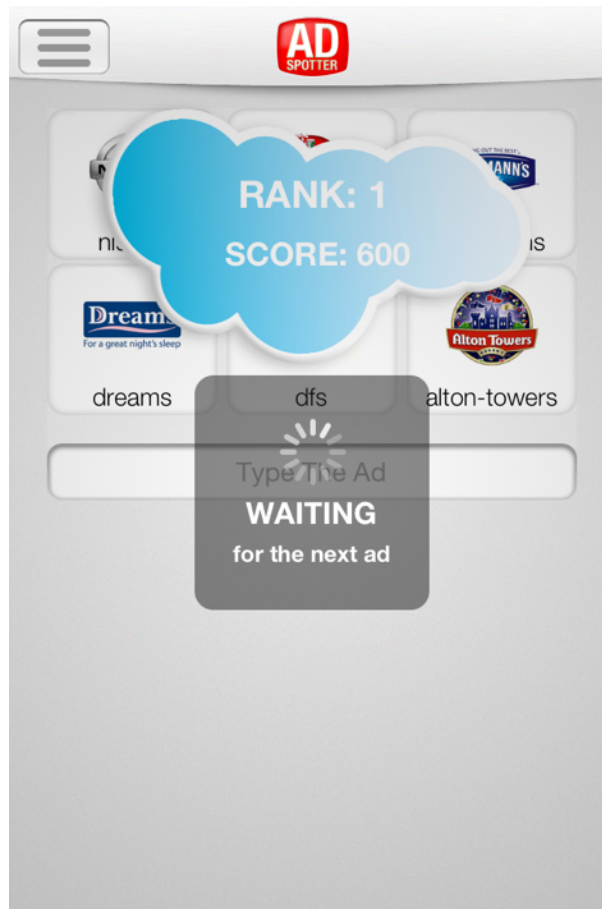 AD
SPOTTER
RANK: 1
SCORE: 600
Dreams
For a great night's sleep
Alton Towers
dreams
dfs
alton-towers
Type The Ad
WAITING
for the next ad